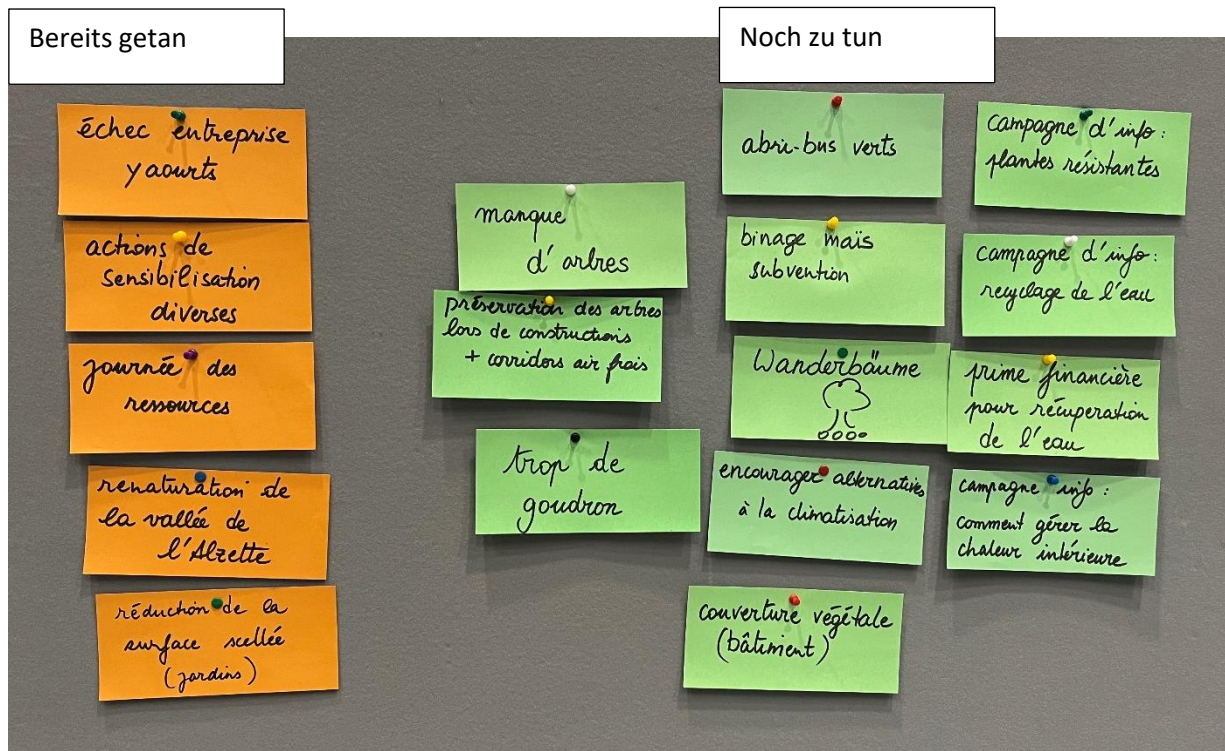 Bereits getan
échec entreprise
yaourts
actions de
sensibilisation
diverses
journée des
ressources
renaturation de
la vallée de
l'Alzette
réduction de la
surface scellée
(jardins)
manque
d'arbres
préservation des arbres
lors de constructions
+ corridors air frais
trop de
goudron
Noch zu tun
abri-bus verts
binage maïs
subvention
Wanderbäume
encourager alternatives
à la climatisation
couverture végétale
(bâtiment)
campagne d'info :
plantes résistantes
campagne d'info :
recyclage de l'eau
prime financière
pour récuperation
de l'eau
campagne info :
comment gérer la
chaleur intérieure